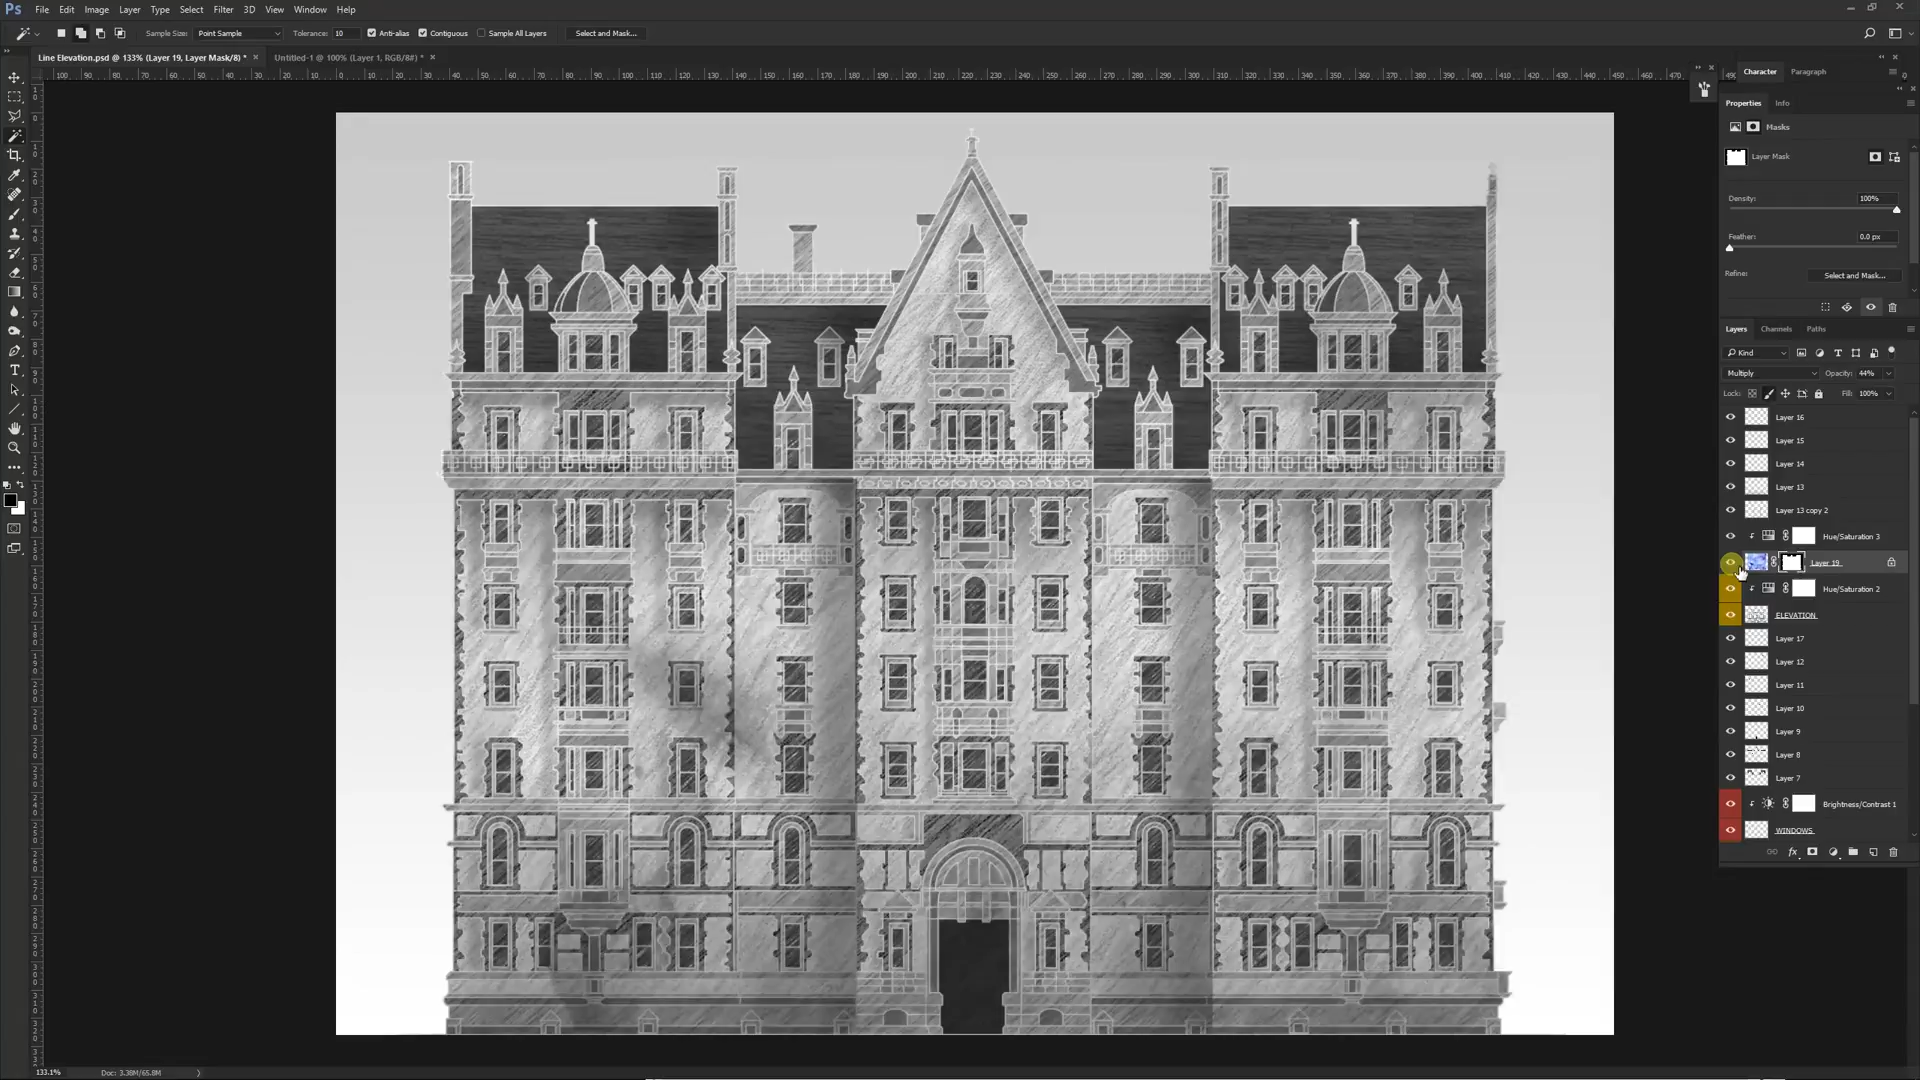 Ps File Edit Image Layer Type Select Filter 3D View Window Help
Sample Size: Point Sample Tolerance: 10 Anti-alias Contiguous Sample All Layers Select and Mask...
Line Elevation.psd @ 133% (Layer 19, Layer Mask/8) * × Untitled-1 @ 100% (Layer 1, RGB/8#) * ×
Character Paragraph
Properties Info
Masks
Layer Mask
Density: 100%
Feather: 0.0 px
Refine: Select and Mask...
Layers Channels Paths
Kind
Multiply Opacity: 44%
Lock: Fill: 100%
Layer 16
Layer 15
Layer 14
Layer 13
Layer 13 copy 2
Hue/Saturation 3
Layer 19
Hue/Saturation 2
ELEVATION
Layer 17
Layer 12
Layer 11
Layer 10
Layer 9
Layer 8
Layer 7
Brightness/Contrast 1
WINDOWS
fx
133.1% Doc: 3.38M/65.8M